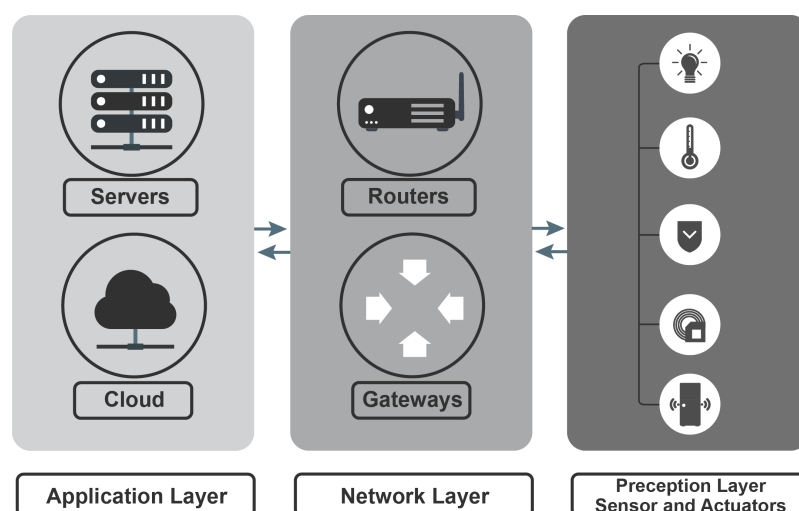 Servers
Routers
Cloud
Gateways
Application Layer
Network Layer
Preception Layer
Sensor and Actuators